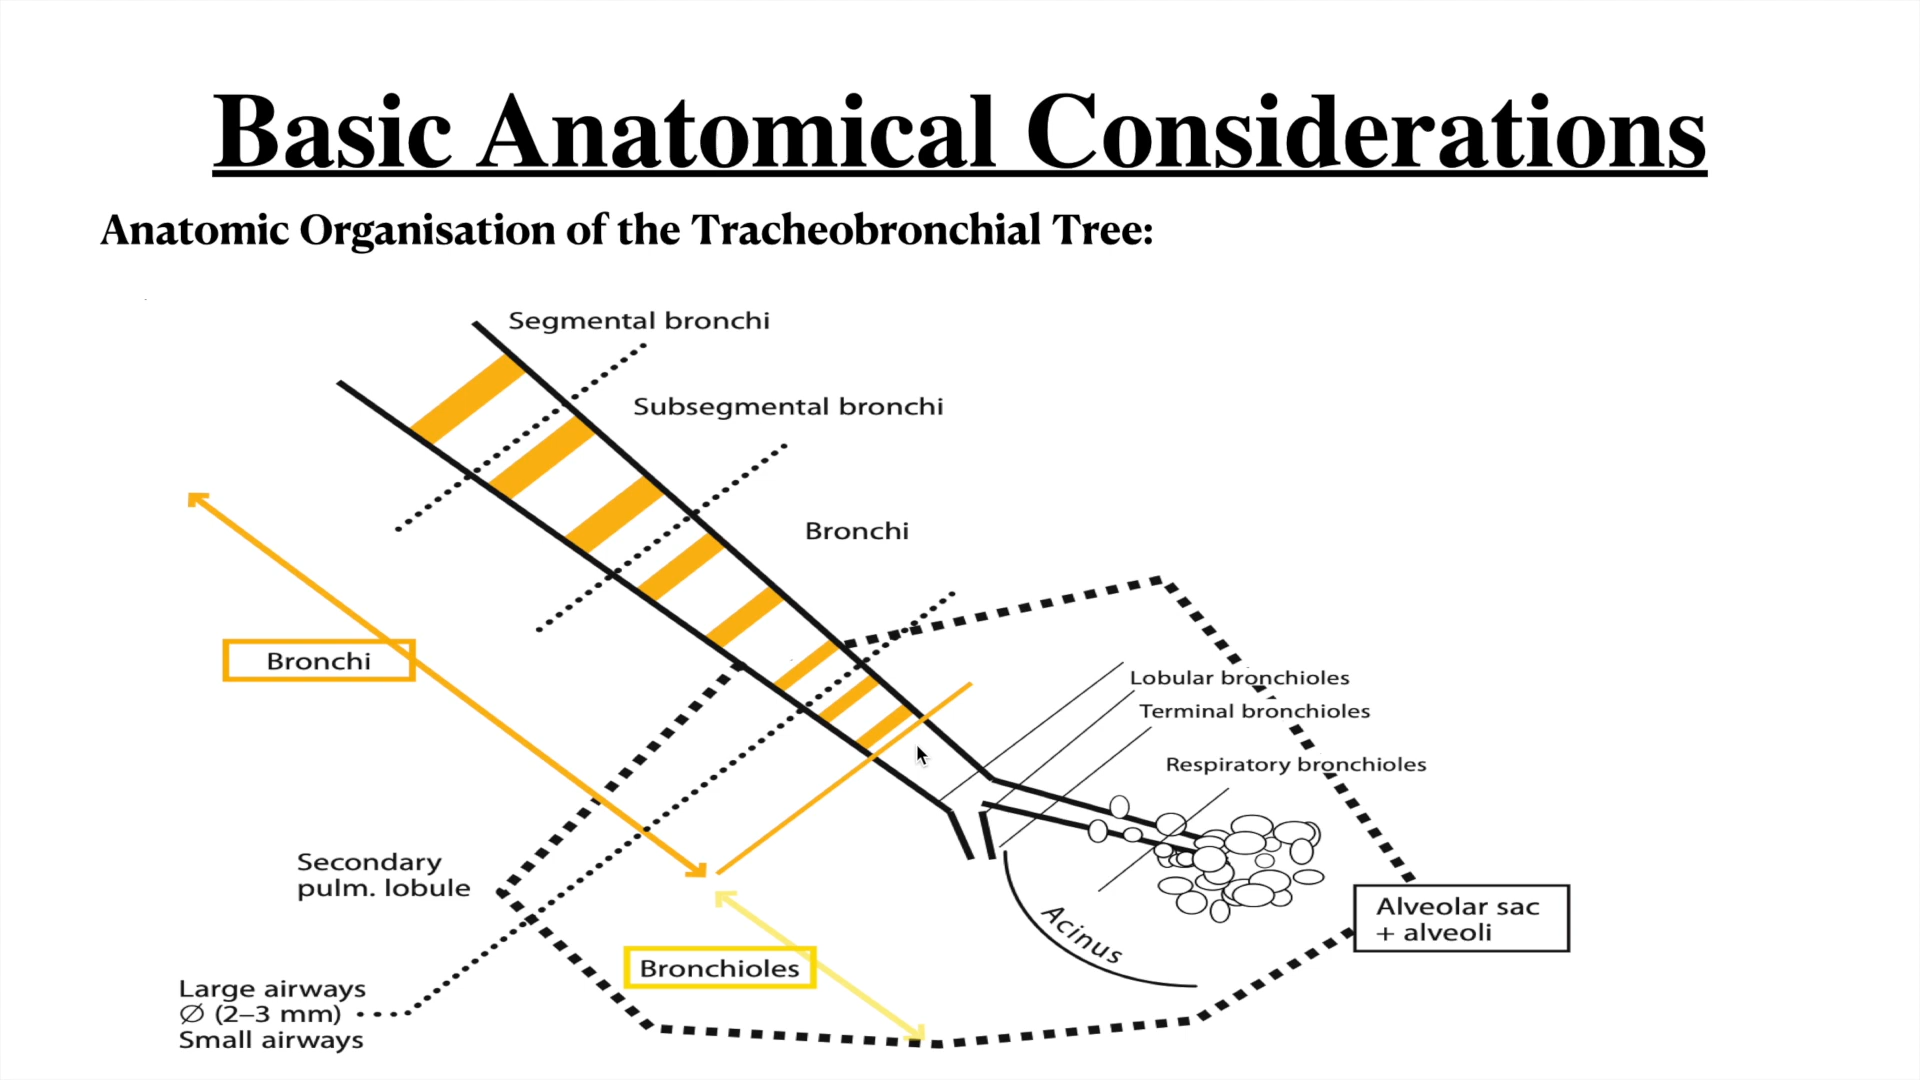 Basic Anatomical Considerations
Anatomic Organisation of the Tracheobronchial Tree:
Segmental bronchi
Subsegmental bronchi
Bronchi
Bronchi
Lobular bronchioles
Terminal bronchioles
Respiratory bronchioles
Secondary
pulm. lobule
Alveolar sac
+ alveoli
Acinus
Bronchioles
Large airways
∅ (2–3 mm)
Small airways